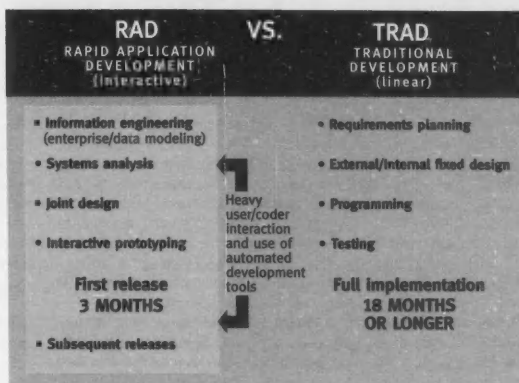 RAD
RAPID APPLICATION
DEVELOPMENT
(interactive)
VS.
TRAD
TRADITIONAL
DEVELOPMENT
(linear)
▪ Information engineering
(enterprise/data modeling)
• Systems analysis
• Joint design
• Interactive prototyping
First release
3 MONTHS
▪ Subsequent releases
Heavy
user/coder
interaction
and use of
automated
development
tools
• Requirements planning
• External/internal fixed design
• Programming
• Testing
Full implementation
18 MONTHS
OR LONGER